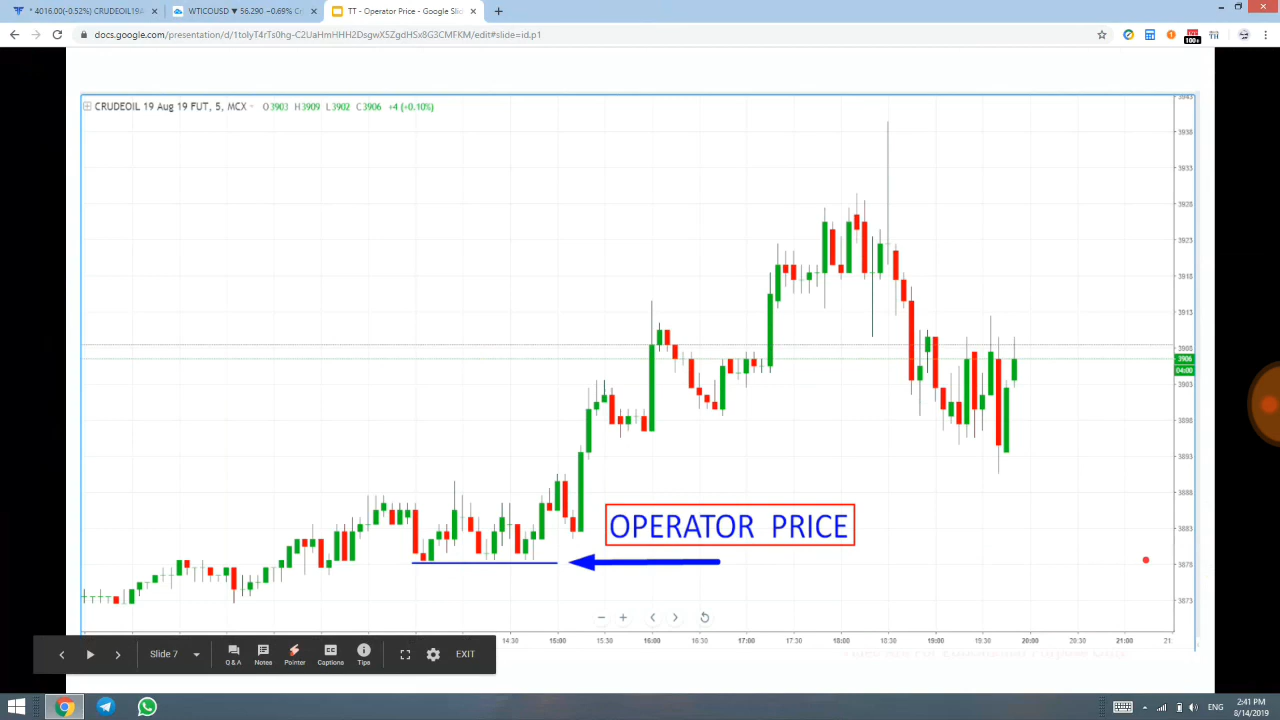 * 4016.00(−0.52%) CRUDEOIL19A
WTICOUSD ▼ 56.290 −0.69% Cr
TT - Operator Price - Google Slid
docs.google.com/presentation/d/1tolyT4rTs0hg-C2UaHmHHH2DsgwX5ZgdHSx8G3CMFKM/edit#slide=id.p1
100+
CRUDEOIL 19 Aug 19 FUT, 5, MCX O3903 H3909 L3902 C3906 +4 (+0.10%)
3943
3938
3933
3928
3923
3918
3913
3908
3906
04:00
3903
3898
3893
3888
3883
3878
3873
OPERATOR PRICE
14:30 15:00 15:30 16:00 16:30 17:00 17:30 18:00 18:30 19:00 19:30 20:00 20:30 21:00 21:
Slide 7
Q & A Notes Pointer Captions Tips
EXIT
ENG
2:41 PM
8/14/2019